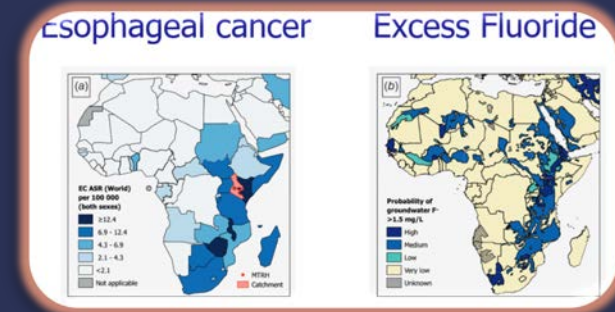 Esophageal cancer
Excess Fluoride
(a)
EC ASR (World)
per 100 000
(both sexes)
≥12.4
6.9 - 12.4
4.3 - 6.9
2.1 - 4.3
<2.1
Not applicable
MTRH
Catchment
(b)
Probability of
groundwater F-
>1.5 mg/L
High
Medium
Low
Very low
Unknown